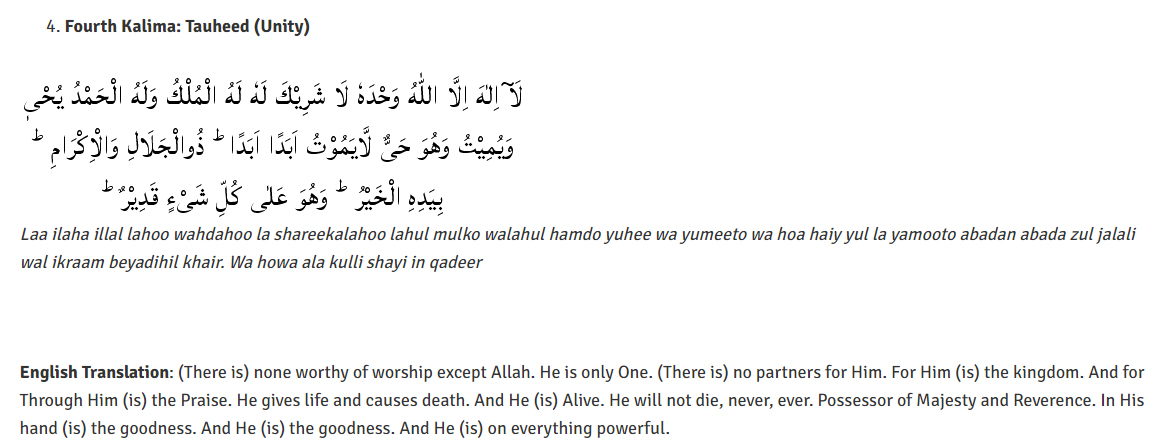 4. Fourth Kalima: Tauheed (Unity)
لَآ اِلٰهَ اِلَّا اللّٰهُ وَحْدَهٗ لَا شَرِيْكَ لَهٗ لَهُ الْمُلْكُ وَلَهُ الْحَمْدُ يُحْىٖ
وَيُمِيْتُ وَهُوَ حَىٌّ لَّايَمُوْتُ اَبَدًا اَبَدًا ؕ ذُوالْجَلَالِ وَالْاِكْرَامِ ؕ
بِيَدِهِ الْخَيْرُ ؕ وَهُوَ عَلٰى كُلِّ شَىْءٍ قَدِيْرٌ ؕ
Laa ilaha illal lahoo wahdahoo la shareekalahoo lahul mulko walahul hamdo yuhee wa yumeeto wa hoa haiy yul la yamooto abadan abada zul jalali
wal ikraam beyadihil khair. Wa howa ala kulli shayi in qadeer
English Translation: (There is) none worthy of worship except Allah. He is only One. (There is) no partners for Him. For Him (is) the kingdom. And for
Through Him (is) the Praise. He gives life and causes death. And He (is) Alive. He will not die, never, ever. Possessor of Majesty and Reverence. In His
hand (is) the goodness. And He (is) the goodness. And He (is) on everything powerful.